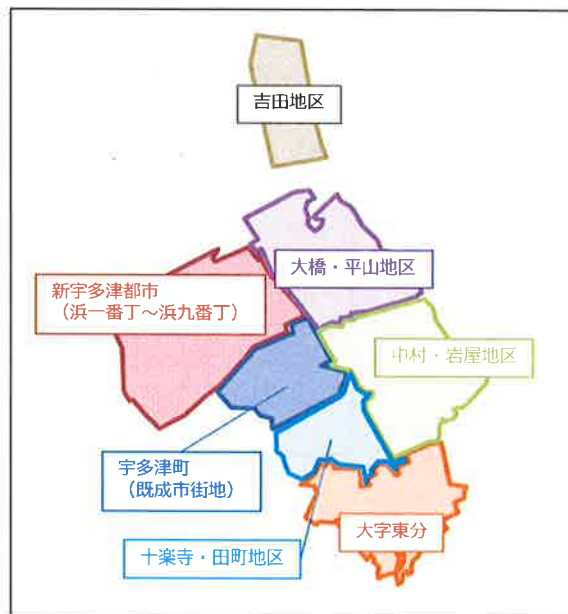 吉田地区
大橋・平山地区
新宇多津都市
（浜一番丁～浜九番丁）
中村・岩屋地区
宇多津町
（既成市街地）
大字東分
十楽寺・田町地区